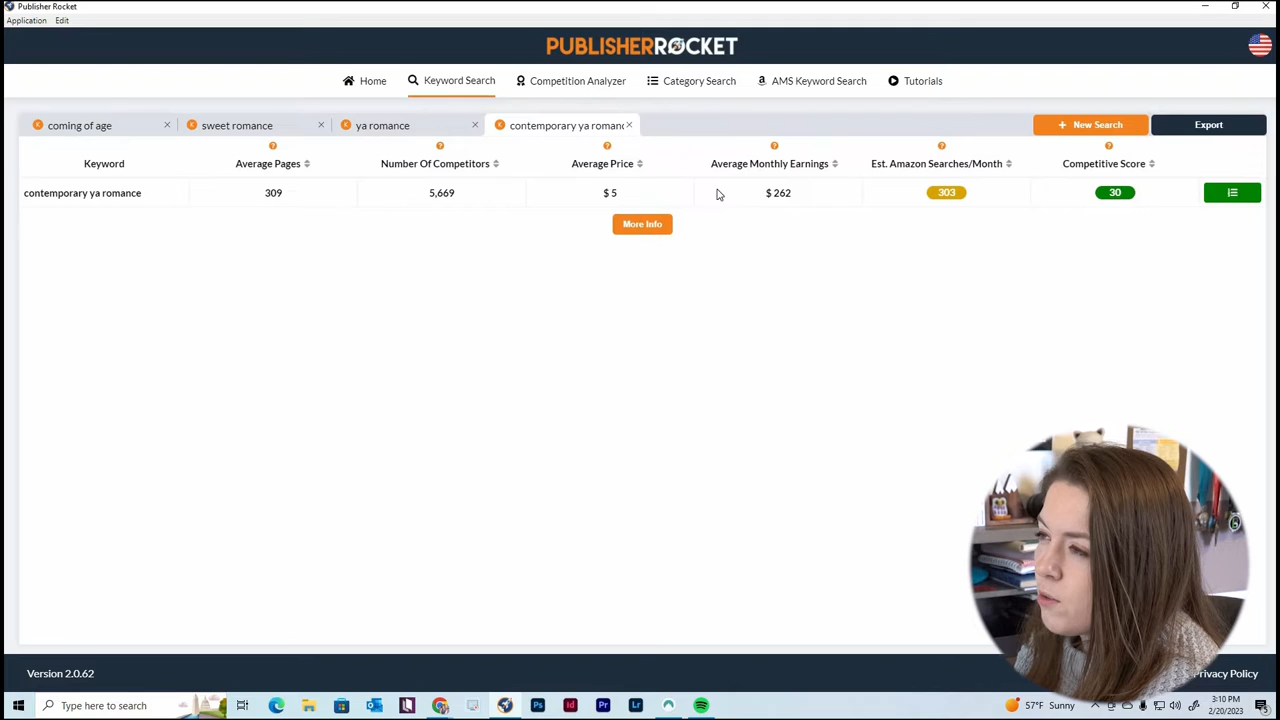 Publisher Rocket
Application Edit
PUBLISHERROCKET
Home Keyword Search Competition Analyzer Category Search AMS Keyword Search Tutorials
coming of age × sweet romance × ya romance × contemporary ya romanc × + New Search Export
Keyword Average Pages Number Of Competitors Average Price Average Monthly Earnings Est. Amazon Searches/Month Competitive Score
contemporary ya romance 309 5,669 $ 5 $ 262 303 30
More Info
Version 2.0.62 Privacy Policy
Type here to search 57°F Sunny 3:10 PM
2/20/2023